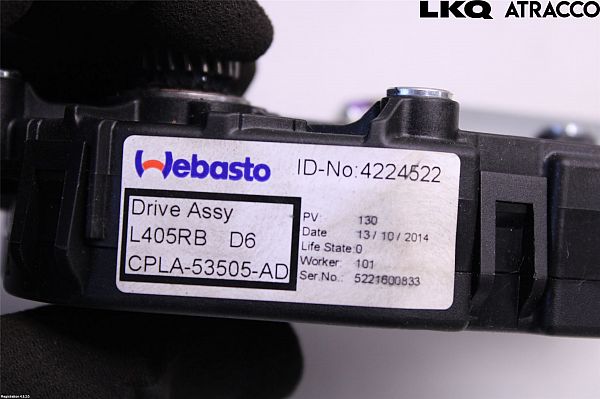 LKQ ATRACCO
Webasto
ID-No:4224522
Drive Assy
L405RB D6
CPLA-53505-AD
PV: 130
Date 13/10/2014
Life State:0
Worker: 101
Ser.No.: 5221600833